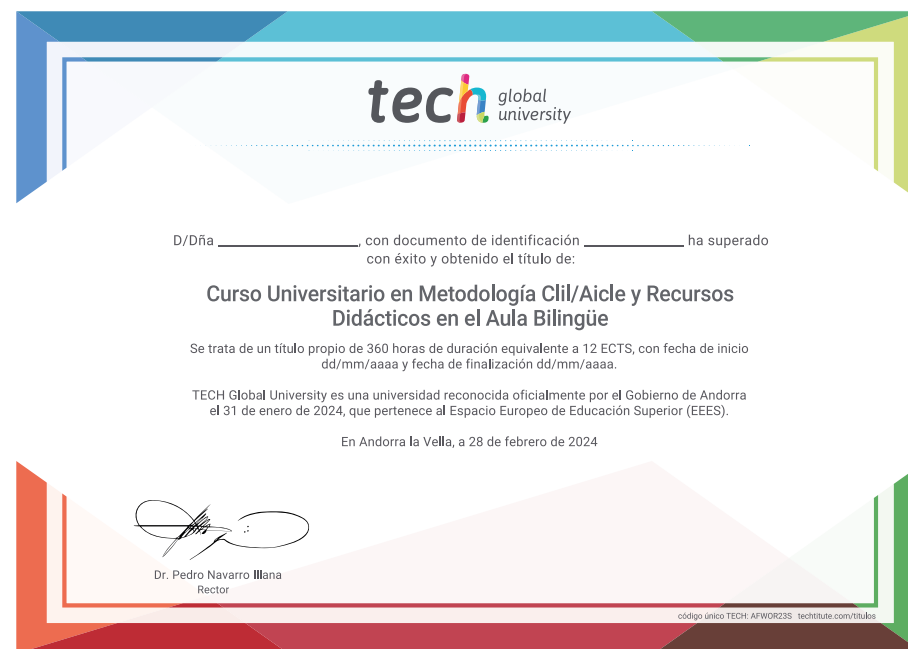 tech global university
D/Dña ________________, con documento de identificación ____________ ha superado
con éxito y obtenido el título de:
Curso Universitario en Metodología Clil/Aicle y Recursos
Didácticos en el Aula Bilingüe
Se trata de un título propio de 360 horas de duración equivalente a 12 ECTS, con fecha de inicio
dd/mm/aaaa y fecha de finalización dd/mm/aaaa.
TECH Global University es una universidad reconocida oficialmente por el Gobierno de Andorra
el 31 de enero de 2024, que pertenece al Espacio Europeo de Educación Superior (EEES).
En Andorra la Vella, a 28 de febrero de 2024
Dr. Pedro Navarro Illana
Rector
código único TECH: AFWOR23S techtitute.com/titulos